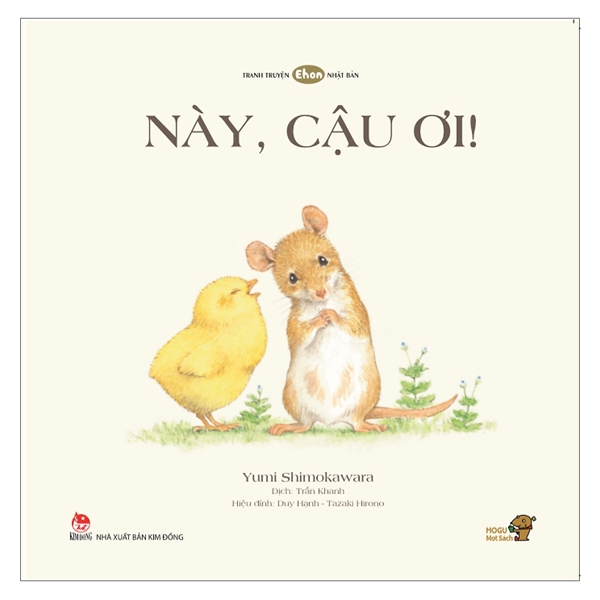 TRANH TRUYỆN Ehon NHẬT BẢN
NÀY, CẬU ƠI!
Yumi Shimokawara
Dịch: Trần Khanh
Hiệu đính: Duy Hạnh - Tazaki Hirono
KIM ĐỒNG NHÀ XUẤT BẢN KIM ĐỒNG
MOGU
Mọt Sách